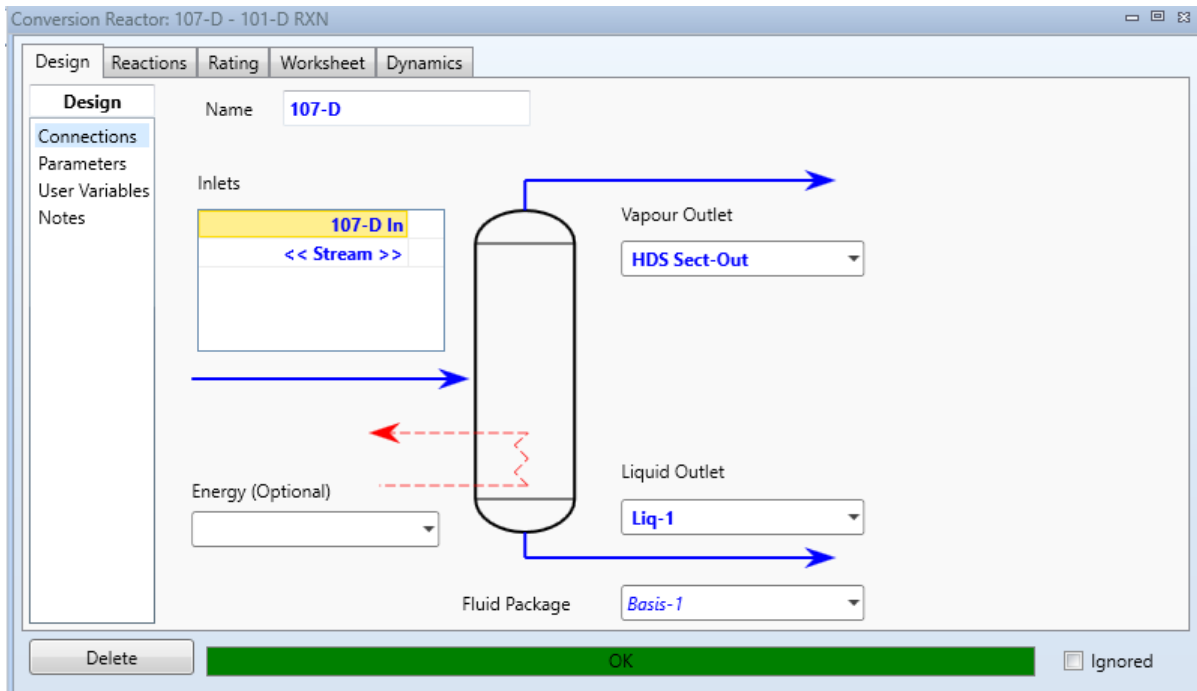 Conversion Reactor: 107-D - 101-D RXN
Design Reactions Rating Worksheet Dynamics
Design
Connections
Parameters
User Variables
Notes
Name 107-D
Inlets
107-D In
<< Stream >>
Vapour Outlet
HDS Sect-Out
Energy (Optional)
Liquid Outlet
Liq-1
Fluid Package Basis-1
Delete OK Ignored